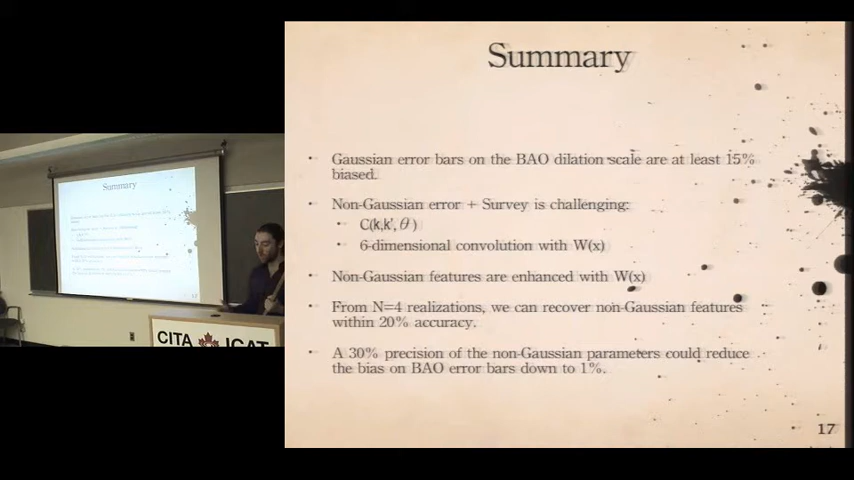 Summary
Gaussian error bars on the BAO dilation scale are at least 15%
biased.
Non-Gaussian error + Survey is challenging:
C(k,k',θ)
6-dimensional convolution with W(x)
Non-Gaussian features are enhanced with W(x)
From N=4 realizations, we can recover non-Gaussian features
within 20% accuracy.
A 30% precision of the non-Gaussian parameters could reduce
the bias on BAO error bars down to 1%.
17
Summary
CITA ICAT